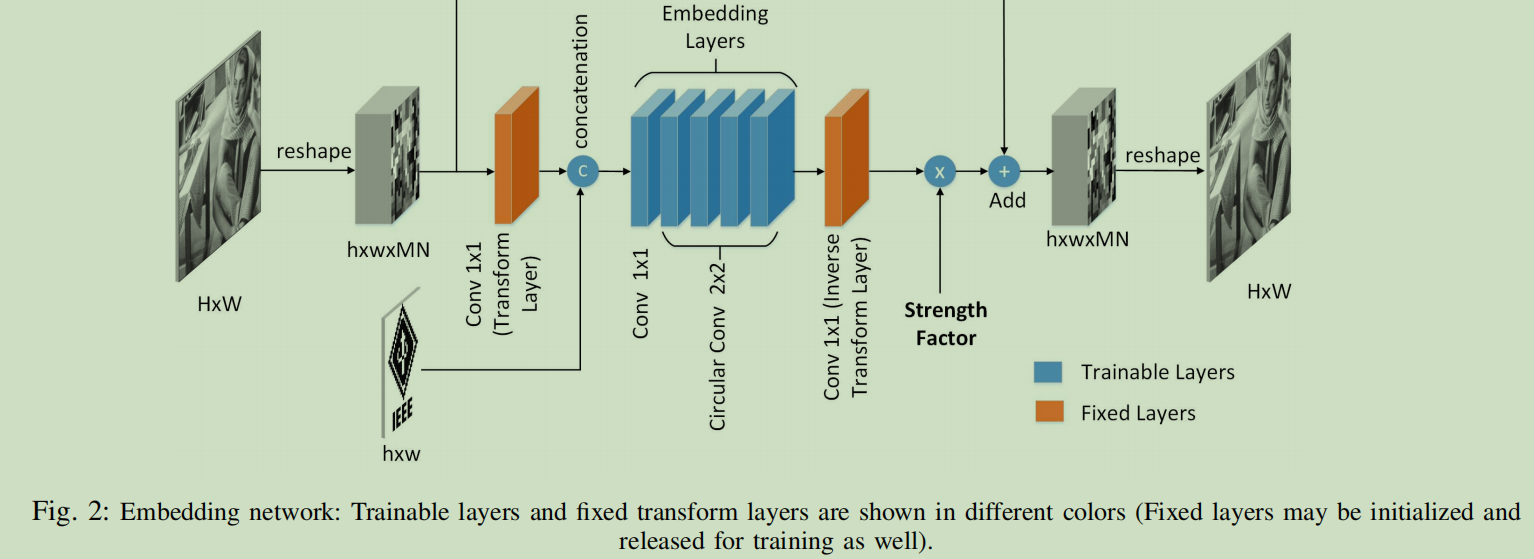 Embedding
Layers
concatenation
reshape
C
X
+
Add
reshape
hxwxMN
hxwxMN
HxW
HxW
Conv 1x1
(Transform
Layer)
Conv 1x1
Circular Conv 2x2
Conv 1x1 (Inverse
Transform Layer)
Strength
Factor
IEEE
hxw
Trainable Layers
Fixed Layers
Fig. 2: Embedding network: Trainable layers and fixed transform layers are shown in different colors (Fixed layers may be initialized and
released for training as well).